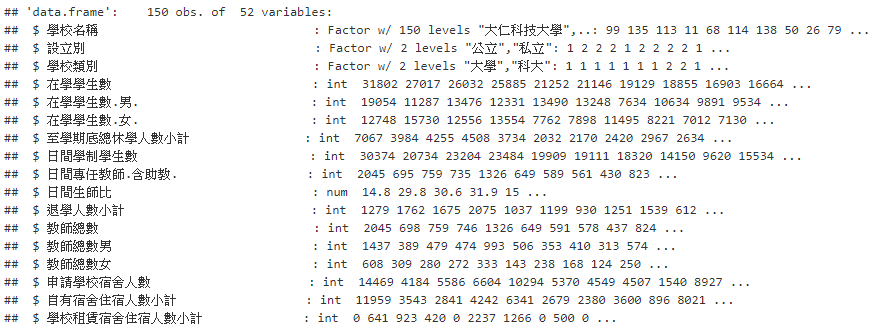 ## 'data.frame':    150 obs. of  52 variables:
##  $ 學校名稱                              : Factor w/ 150 levels "大仁科技大學",..: 99 135 113 11 68 114 138 50 26 79 ...
##  $ 設立別                                : Factor w/ 2 levels "公立","私立": 1 2 2 2 1 2 2 2 2 1 ...
##  $ 學校類別                              : Factor w/ 2 levels "大學","科大": 1 1 1 1 1 1 1 2 2 1 ...
##  $ 在學學生數                            : int  31802 27017 26032 25885 21252 21146 19129 18855 16903 16664 ...
##  $ 在學學生數.男.                        : int  19054 11287 13476 12331 13490 13248 7634 10634 9891 9534 ...
##  $ 在學學生數.女.                        : int  12748 15730 12556 13554 7762 7898 11495 8221 7012 7130 ...
##  $ 至學期底總休學人數小計                : int  7067 3984 4255 4508 3734 2032 2170 2420 2967 2634 ...
##  $ 日間學制學生數                        : int  30374 20734 23204 23484 19909 19111 18320 14150 9620 15534 ...
##  $ 日間專任教師.含助教.                  : int  2045 695 759 735 1326 649 589 561 430 823 ...
##  $ 日間生師比                            : num  14.8 29.8 30.6 31.9 15 ...
##  $ 退學人數小計                          : int  1279 1762 1675 2075 1037 1199 930 1251 1539 612 ...
##  $ 教師總數                              : int  2045 698 759 746 1326 649 591 578 437 824 ...
##  $ 教師總數男                            : int  1437 389 479 474 993 506 353 410 313 574 ...
##  $ 教師總數女                            : int  608 309 280 272 333 143 238 168 124 250 ...
##  $ 申請學校宿舍人數                      : int  14469 4184 5586 6604 10294 5370 4549 4507 1540 8927 ...
##  $ 自有宿舍住宿人數小計                  : int  11959 3543 2841 4242 6341 2679 2380 3600 896 8021 ...
##  $ 學校租賃宿舍住宿人數小計              : int  0 641 923 420 0 2237 1266 0 500 0 ...